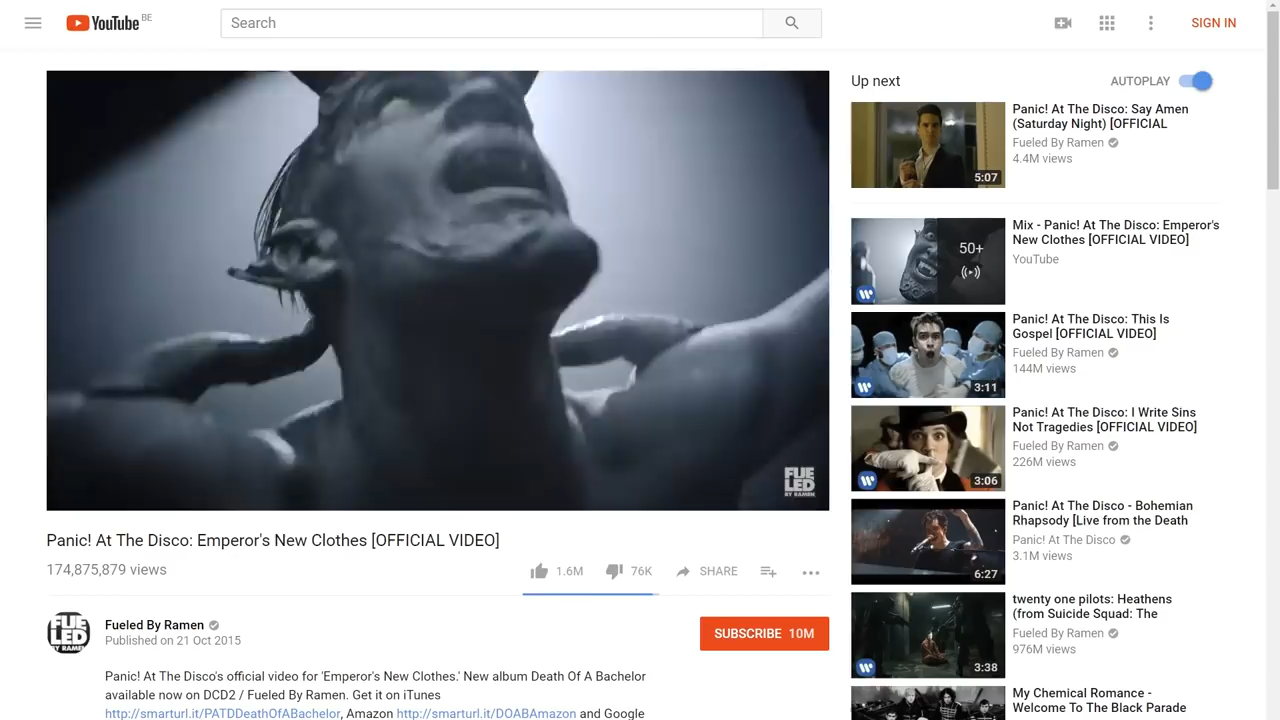 YouTube BE
Search
SIGN IN
FUE
LED
BY RAMEN
Panic! At The Disco: Emperor's New Clothes [OFFICIAL VIDEO]
174,875,879 views
1.6M
76K
SHARE
FUE
LED
BY RAMEN
Fueled By Ramen
Published on 21 Oct 2015
SUBSCRIBE 10M
Panic! At The Disco's official video for 'Emperor's New Clothes.' New album Death Of A Bachelor
available now on DCD2 / Fueled By Ramen. Get it on iTunes
http://smarturl.it/PATDDeathOfABachelor, Amazon http://smarturl.it/DOABAmazon and Google
Up next
AUTOPLAY
5:07
Panic! At The Disco: Say Amen
(Saturday Night) [OFFICIAL
Fueled By Ramen
4.4M views
50+
Mix - Panic! At The Disco: Emperor's
New Clothes [OFFICIAL VIDEO]
YouTube
3:11
Panic! At The Disco: This Is
Gospel [OFFICIAL VIDEO]
Fueled By Ramen
144M views
3:06
Panic! At The Disco: I Write Sins
Not Tragedies [OFFICIAL VIDEO]
Fueled By Ramen
226M views
6:27
Panic! At The Disco - Bohemian
Rhapsody [Live from the Death
Panic! At The Disco
3.1M views
3:38
twenty one pilots: Heathens
(from Suicide Squad: The
Fueled By Ramen
976M views
My Chemical Romance -
Welcome To The Black Parade